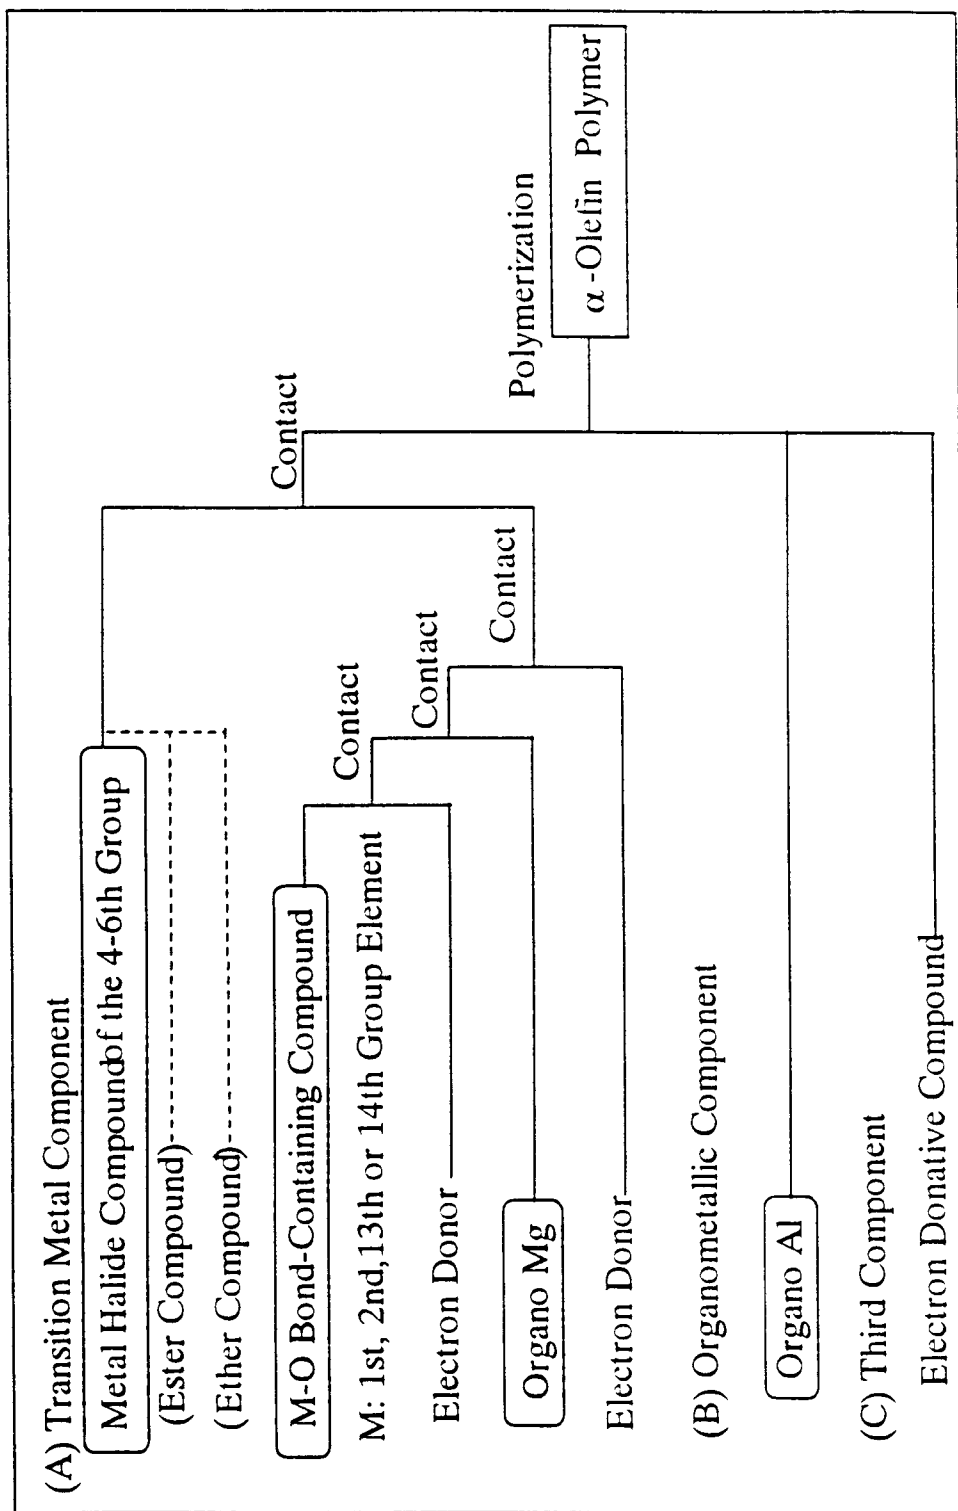 (A) Transition Metal Component
Metal Halide Compound of the 4-6th Group
(Ester Compound)
(Ether Compound)
M-O Bond-Containing Compound
M: 1st, 2nd,13th or 14th Group Element
Electron Donor
Organo Mg
Electron Donor
(B) Organometallic Component
Organo Al
(C) Third Component
Electron Donative Compound
Contact
Contact
Contact
Contact
Polymerization
α-Olefin Polymer